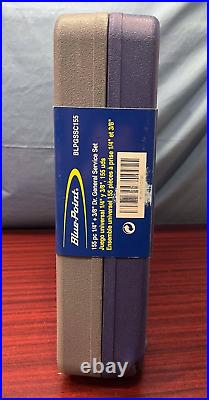 BLPGSSC155
Blue-Point.
155 pc 1/4" + 3/8" Dr. General Service Set
Juego universal 1/4" y 3/8" 155 uds
Ensemble universel 155 pièces à prise 1/4" et 3/8"